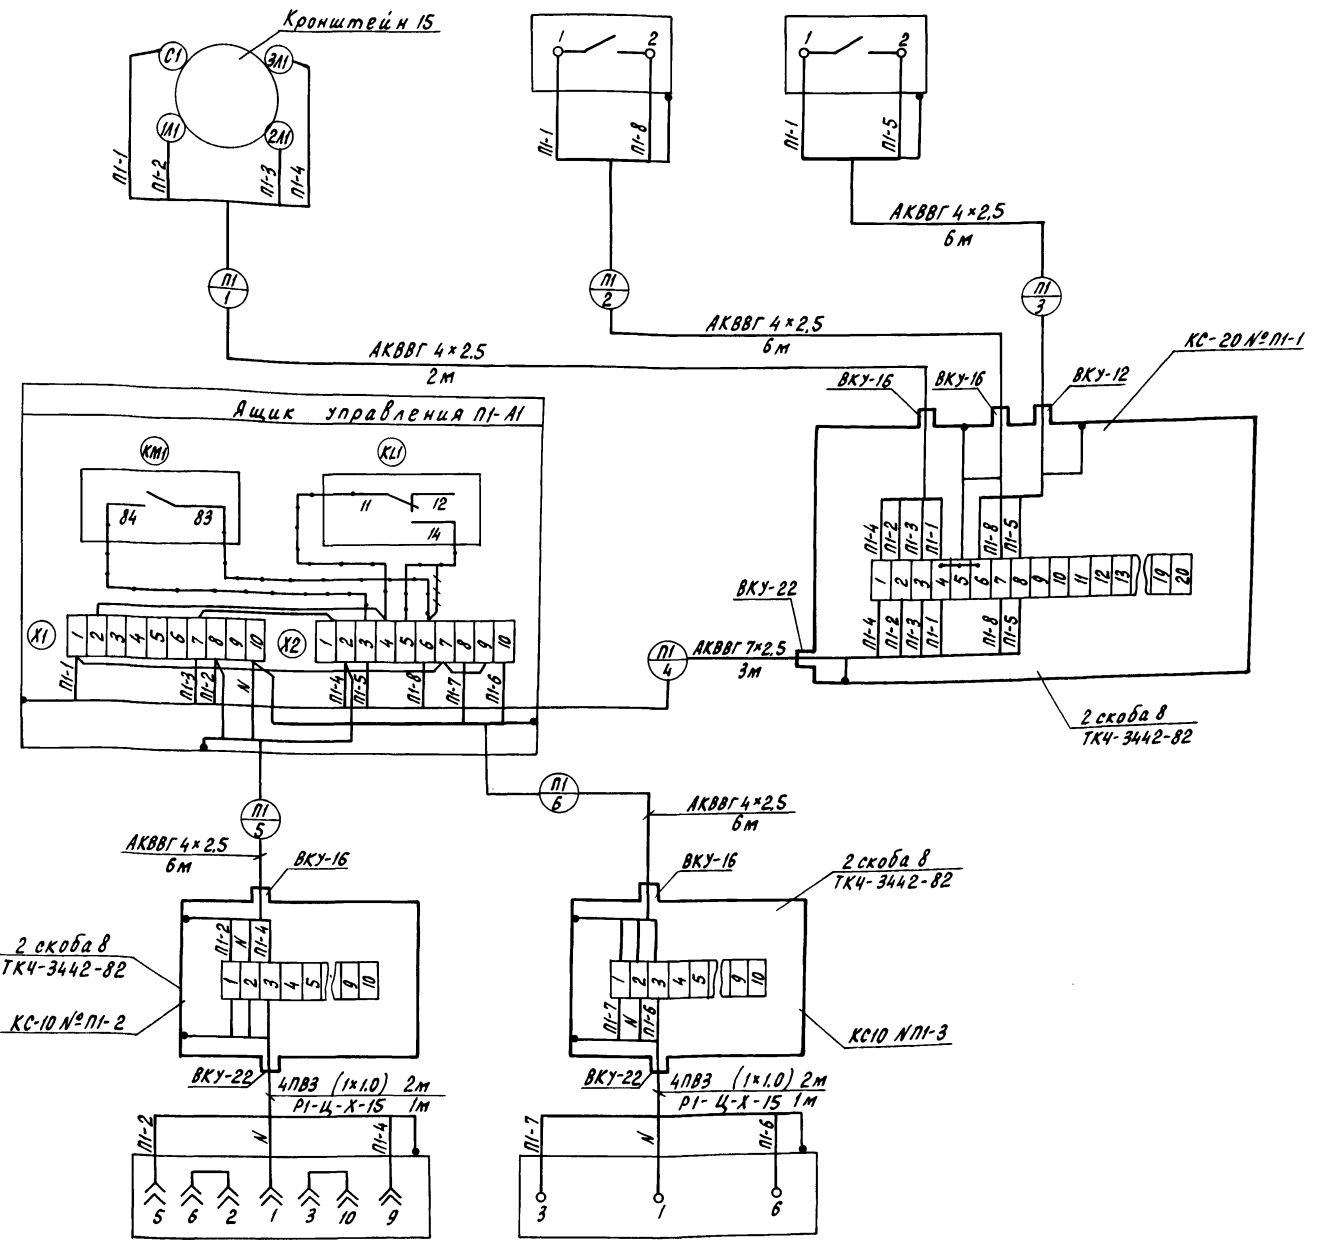 Кронштейн 15
С1
3Л1
1Л1
2Л1
П1-1
П1-2
П1-3
П1-4
1
2
П1-1
П1-8
1
2
П1-1
П1-5
АКВВГ 4×2,5
6м
П1
1
П1
2
П1
3
АКВВГ 4×2,5
6м
АКВВГ 4×2,5
2м
КС-20 №П1-1
ВКУ-16
ВКУ-16
ВКУ-12
Ящик управления П1-А1
КМ1
KL1
84
83
11
12
14
П1-4
П1-2
П1-3
П1-1
П1-8
П1-5
1 2 3 4 5 6 7 8 9 10 11 12 13 19 20
П1-4
П1-2
П1-3
П1-1
П1-8
П1-5
ВКУ-22
Х1
1 2 3 4 5 6 7 8 9 10
Х2
1 2 3 4 5 6 7 8 9 10
П1
4
АКВВГ 7×2,5
3м
П1-1
П1-3
П1-2
N
П1-4
П1-5
П1-8
П1-7
П1-6
2 скоба 8
ТК4-3442-82
П1
5
П1
6
АКВВГ 4×2,5
6м
АКВВГ 4×2,5
6м
ВКУ-16
ВКУ-16
2 скоба 8
ТК4-3442-82
2 скоба 8
ТК4-3442-82
П1-2
N
П1-4
1 2 3 4 5 9 10
1 2 3 4 5 9 10
П1-7
N
П1-6
КС-10 №П1-2
КС10 NП1-3
ВКУ-22
4ПВ3 (1×1.0) 2м
Р1-Ц-Х-15 1м
ВКУ-22
4ПВ3 (1×1.0) 2м
Р1-Ц-Х-15 1м
П1-2
N
П1-4
П1-7
N
П1-6
5 6 2 1 3 10 9
3 1 6